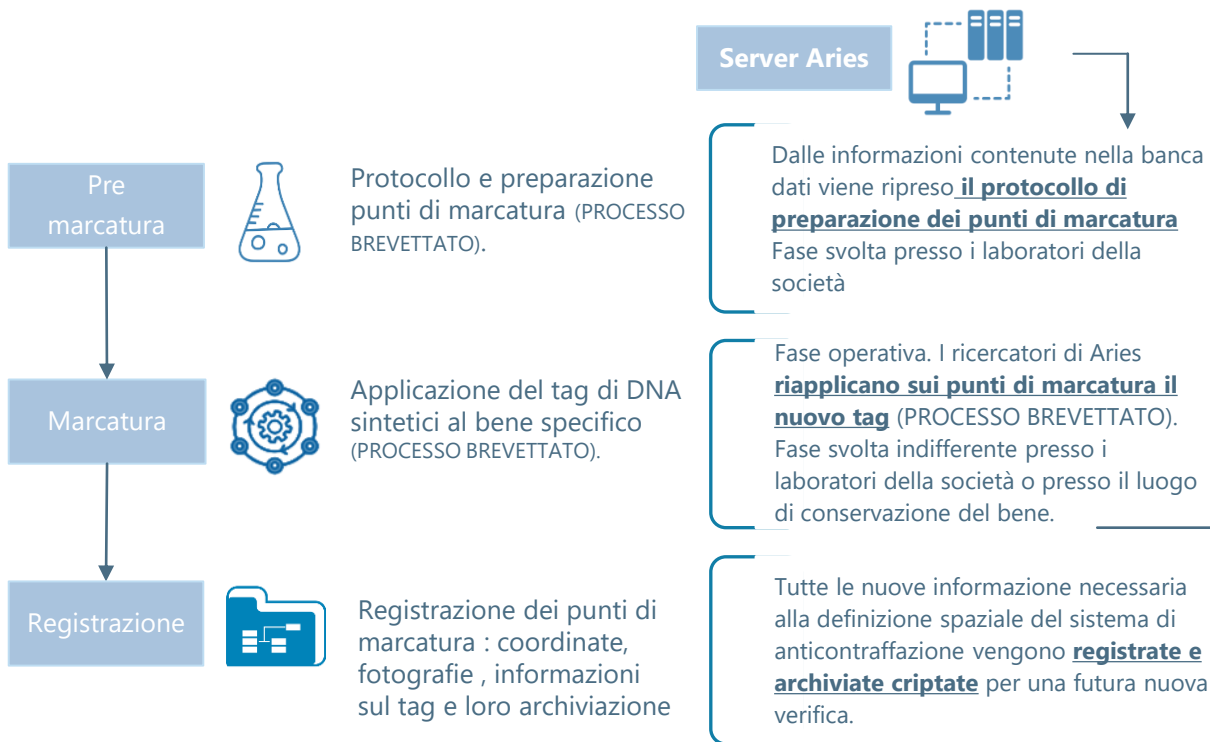 Server Aries
Pre
marcatura
Protocollo e preparazione
punti di marcatura (PROCESSO
BREVETTATO).
Dalle informazioni contenute nella banca
dati viene ripreso il protocollo di
preparazione dei punti di marcatura
Fase svolta presso i laboratori della
società
Marcatura
Applicazione del tag di DNA
sintetici al bene specifico
(PROCESSO BREVETTATO).
Fase operativa. I ricercatori di Aries
riapplicano sui punti di marcatura il
nuovo tag (PROCESSO BREVETTATO).
Fase svolta indifferente presso i
laboratori della società o presso il luogo
di conservazione del bene.
Registrazione
Registrazione dei punti di
marcatura : coordinate,
fotografie , informazioni
sul tag e loro archiviazione
Tutte le nuove informazione necessaria
alla definizione spaziale del sistema di
anticontraffazione vengono registrate e
archiviate criptate per una futura nuova
verifica.